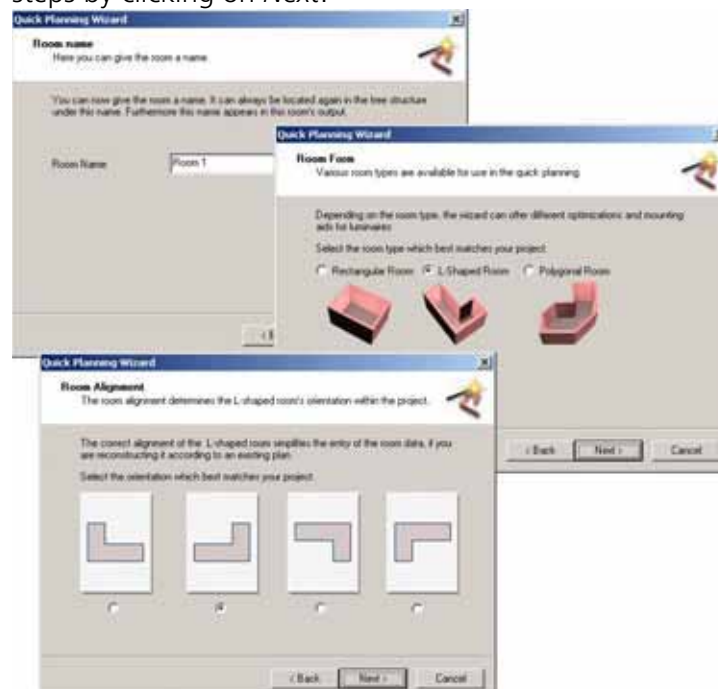 steps by clicking on Next.
Quick Planning Wizard
Room name
Here you can give the room a name
You can now give the room a name. It can always be located again in the tree structure
under this name. Furthermore this name appears in this room's output.
Room Name
Room 1
Quick Planning Wizard
Room Form
Various room types are available for use in the quick planning
Depending on the room type, the wizard can offer different optimizations and mounting
aids for luminaires
Select the room type which best matches your project
Rectangular Room L-Shaped Room Polygonal Room
< Back Next > Cancel
Quick Planning Wizard
Room Alignment
The room alignment determines the L-shaped room's orientation within the project.
The correct alignment of the L-shaped room simplifies the entry of the room data, if you
are reconstructing it according to an existing plan
Select the orientation which best matches your project
< Back Next > Cancel